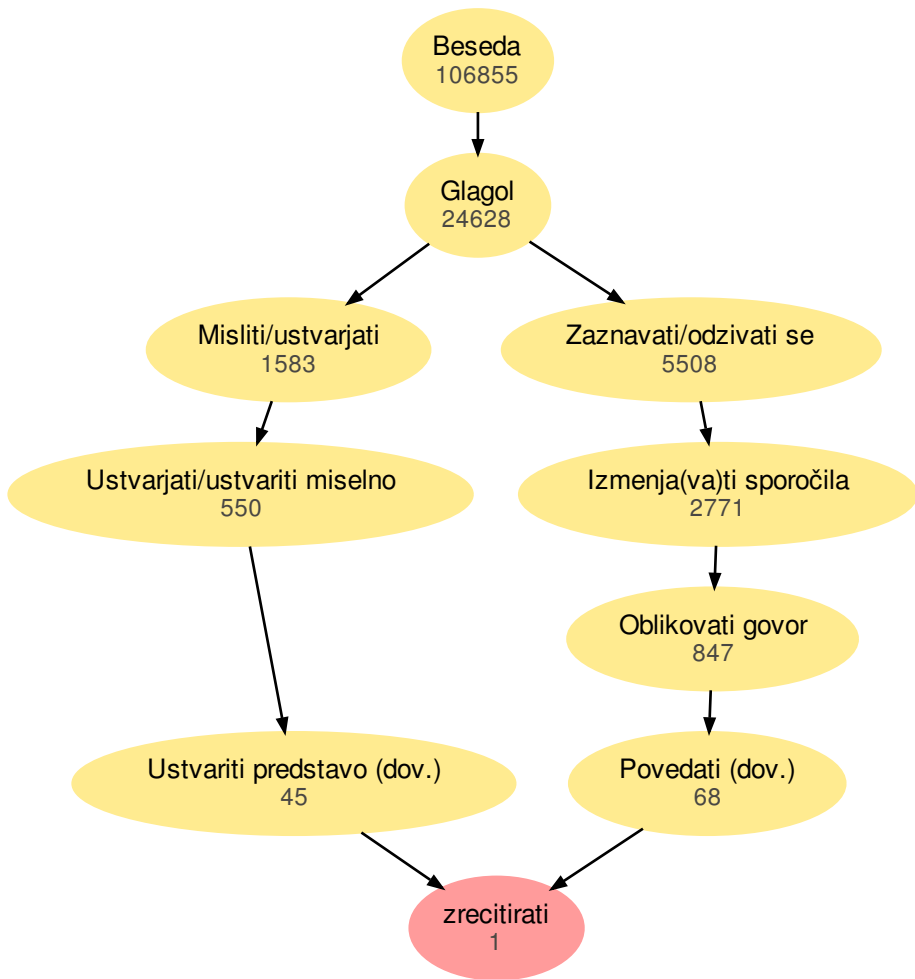 Beseda
106855
Glagol
24628
Misliti/ustvarjati
1583
Zaznavati/odzivati se
5508
Ustvarjati/ustvariti miselno
550
Izmenja(va)ti sporočila
2771
Oblikovati govor
847
Ustvariti predstavo (dov.)
45
Povedati (dov.)
68
zrecitirati
1